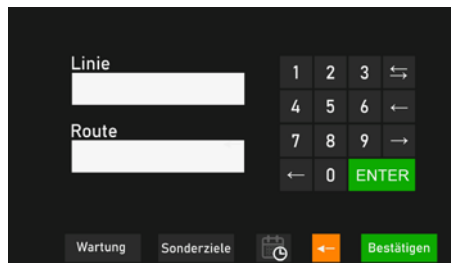 Linie
1 2 3 ⇆
4 5 6 ←
Route
7 8 9 →
← 0 ENTER
Wartung Sonderziele ← Bestätigen